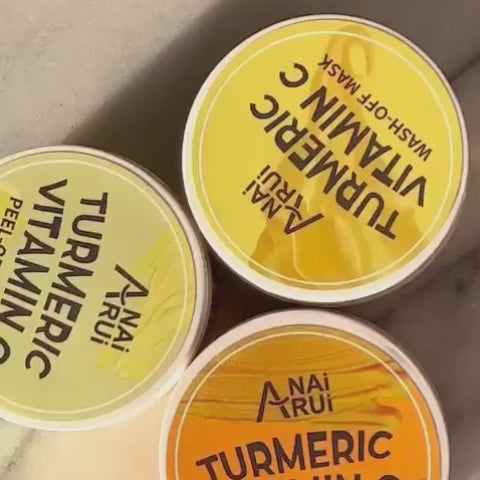 ANAi
ARUi
TURMERIC
VITAMIN C
WASH-OFF MASK
ANAi
ARUi
TURMERIC
VITAMIN C
ANAi
ARUi
TURMERIC